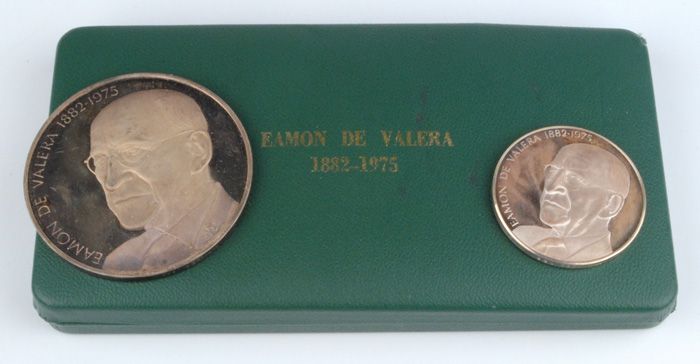 EAMON DE VALERA 1882-1975
EAMON DE VALERA
1882-1975
EAMON DE VALERA 1882-1975